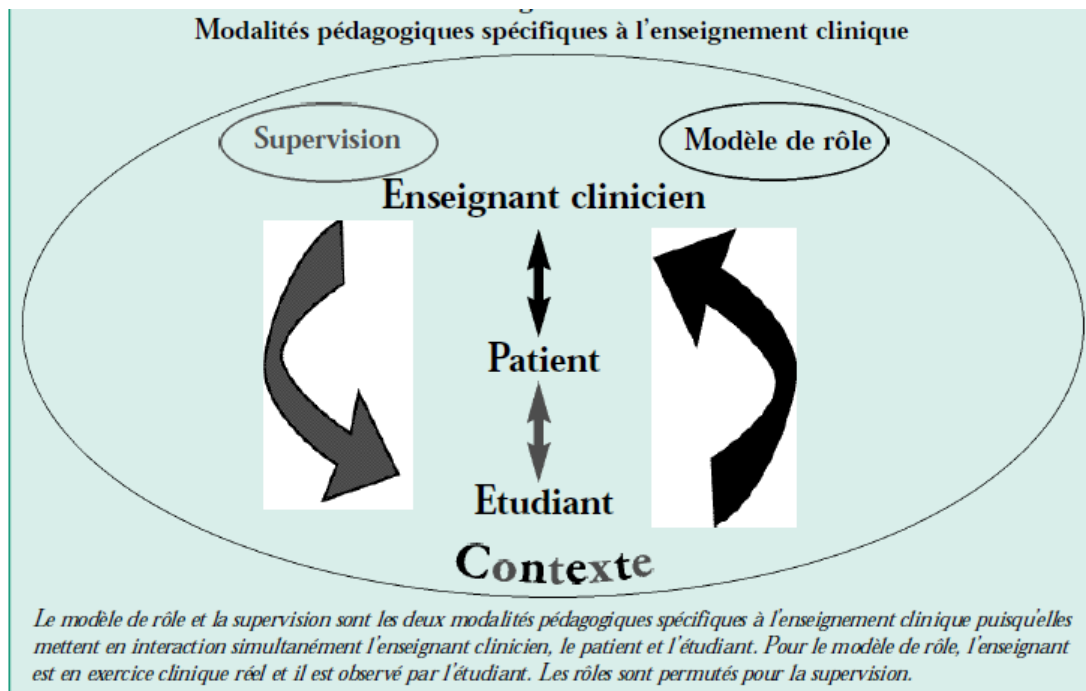 Modalités pédagogiques spécifiques à l'enseignement clinique
Supervision
Modèle de rôle
Enseignant clinicien
Patient
Etudiant
Contexte
Le modèle de rôle et la supervision sont les deux modalités pédagogiques spécifiques à l'enseignement clinique puisqu'elles
mettent en interaction simultanément l'enseignant clinicien, le patient et l'étudiant. Pour le modèle de rôle, l'enseignant
est en exercice clinique réel et il est observé par l'étudiant. Les rôles sont permutés pour la supervision.